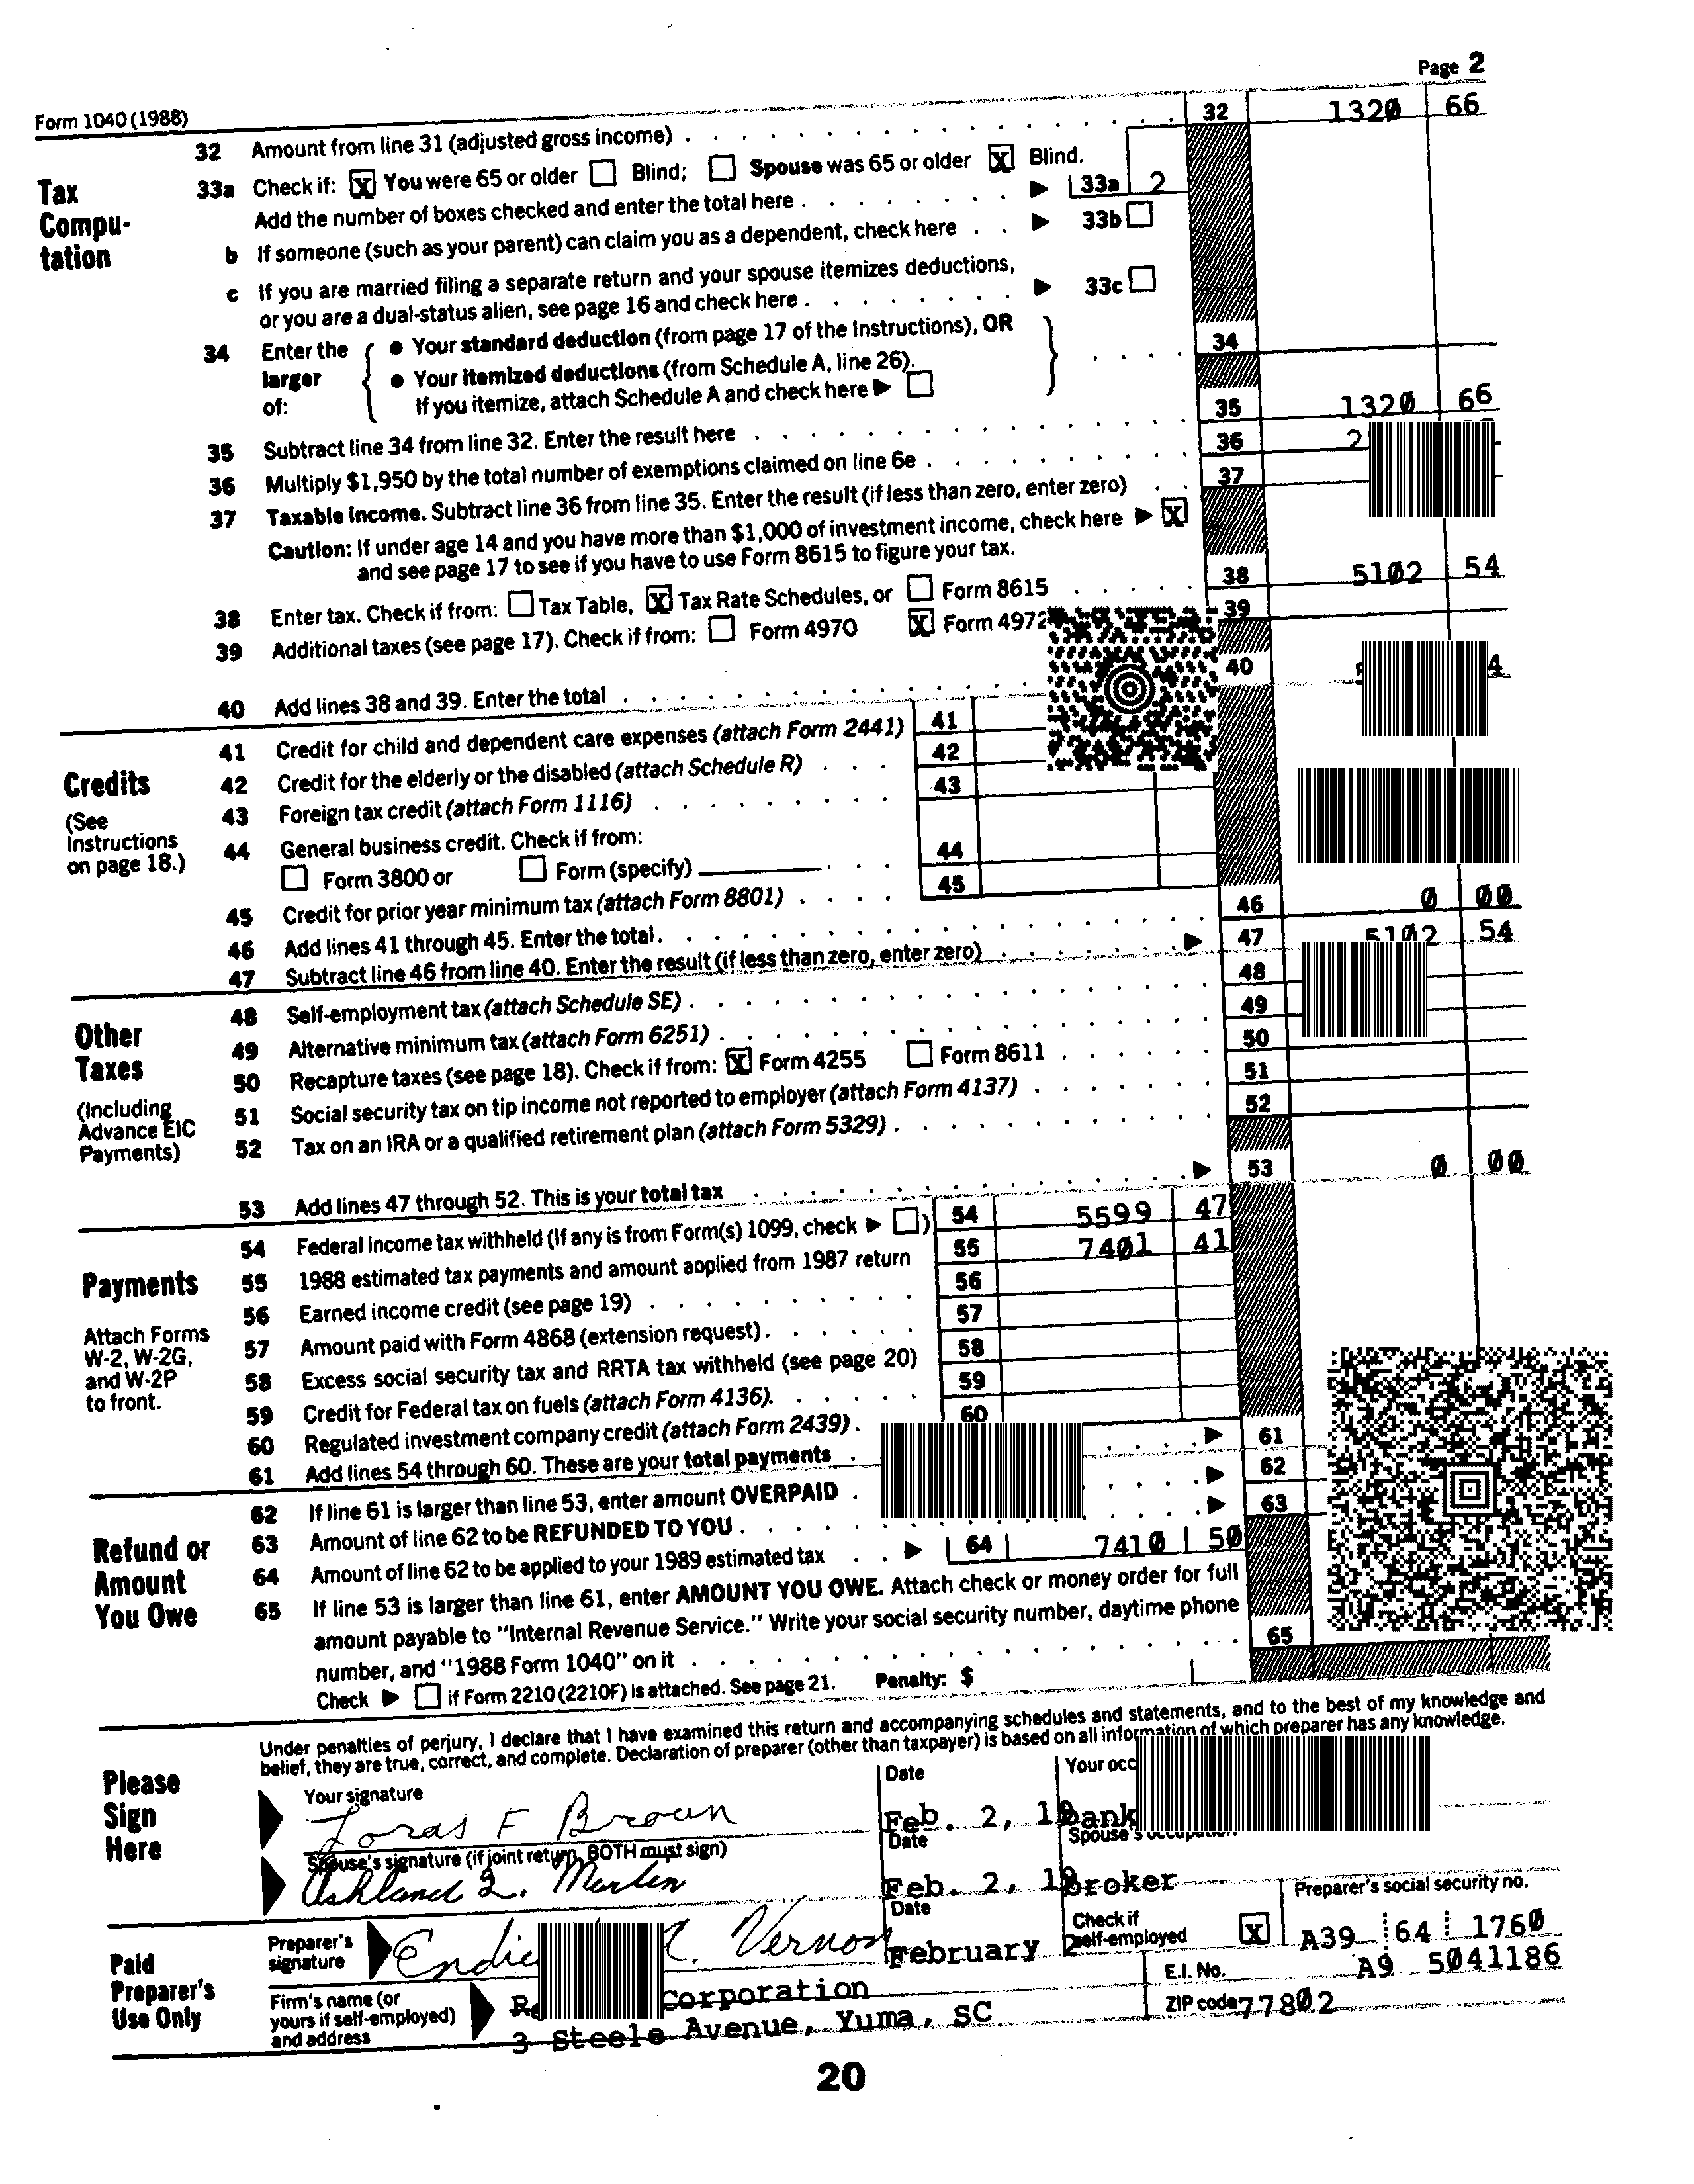 Page 2
Form 1040 (1988)
Tax Compu- tation
32 Amount from line 31 (adjusted gross income) 32 1320 66
33a Check if: X You were 65 or older Blind; Spouse was 65 or older X Blind.
Add the number of boxes checked and enter the total here 33a 2
b If someone (such as your parent) can claim you as a dependent, check here 33b
c If you are married filing a separate return and your spouse itemizes deductions,
or you are a dual-status alien, see page 16 and check here 33c
34 Enter the larger of:
• Your standard deduction (from page 17 of the Instructions), OR
• Your itemized deductions (from Schedule A, line 26).
If you itemize, attach Schedule A and check here 34
35 Subtract line 34 from line 32. Enter the result here 35 1320 66
36 Multiply $1,950 by the total number of exemptions claimed on line 6e 36
37 Taxable income. Subtract line 36 from line 35. Enter the result (if less than zero, enter zero) 37
Caution: If under age 14 and you have more than $1,000 of investment income, check here X
and see page 17 to see if you have to use Form 8615 to figure your tax.
38 Enter tax. Check if from: Tax Table, X Tax Rate Schedules, or Form 8615 38 5102 54
39 Additional taxes (see page 17). Check if from: Form 4970 X Form 4972 39
40 Add lines 38 and 39. Enter the total 40
Credits
(See Instructions on page 18.)
41 Credit for child and dependent care expenses (attach Form 2441) 41
42 Credit for the elderly or the disabled (attach Schedule R) 42
43 Foreign tax credit (attach Form 1116) 43
44 General business credit. Check if from:
Form 3800 or Form (specify) 44
45 Credit for prior year minimum tax (attach Form 8801) 45
46 Add lines 41 through 45. Enter the total 46 0 00
47 Subtract line 46 from line 40. Enter the result (if less than zero, enter zero) 47 5102 54
Other Taxes
(Including Advance EIC Payments)
48 Self-employment tax (attach Schedule SE) 48
49 Alternative minimum tax (attach Form 6251) 49
50 Recapture taxes (see page 18). Check if from: X Form 4255 Form 8611 50
51 Social security tax on tip income not reported to employer (attach Form 4137) 51
52 Tax on an IRA or a qualified retirement plan (attach Form 5329) 52
53 Add lines 47 through 52. This is your total tax 53 0 00
Payments
Attach Forms W-2, W-2G, and W-2P to front.
54 Federal income tax withheld (If any is from Form(s) 1099, check ) 54 5599 47
55 1988 estimated tax payments and amount applied from 1987 return 55 7401 41
56 Earned income credit (see page 19) 56
57 Amount paid with Form 4868 (extension request) 57
58 Excess social security tax and RRTA tax withheld (see page 20) 58
59 Credit for Federal tax on fuels (attach Form 4136) 59
60 Regulated investment company credit (attach Form 2439) 60
61 Add lines 54 through 60. These are your total payments 61
Refund or Amount You Owe
62 If line 61 is larger than line 53, enter amount OVERPAID 62
63 Amount of line 62 to be REFUNDED TO YOU 63
64 Amount of line 62 to be applied to your 1989 estimated tax 64 7410 50
65 If line 53 is larger than line 61, enter AMOUNT YOU OWE. Attach check or money order for full
amount payable to "Internal Revenue Service." Write your social security number, daytime phone
number, and "1988 Form 1040" on it 65
Check if Form 2210 (2210F) is attached. See page 21. Penalty: $
Please Sign Here
Under penalties of perjury, I declare that I have examined this return and accompanying schedules and statements, and to the best of my knowledge and
belief, they are true, correct, and complete. Declaration of preparer (other than taxpayer) is based on all information of which preparer has any knowledge.
Your signature Date Your
Loras F Brown Feb. 2,
Spouse's signature (if joint return, BOTH must sign) Date Spouse's occupation
Ashland L. Merlin Feb. 2, Broker
Paid Preparer's Use Only
Preparer's signature Vernon
Date February
Check if self-employed X
Preparer's social security no. A39 64 1760
Firm's name (or yours if self-employed) and address
Corporation
3 Steele Avenue, Yuma, SC
E.I. No. A9 5041186
ZIP code 77802
20